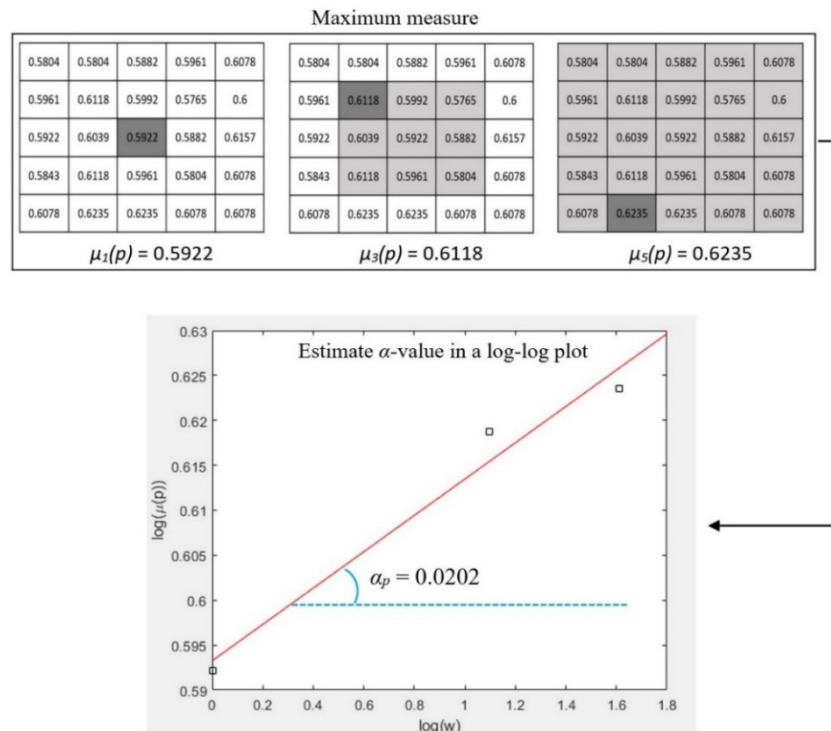 Maximum measure
0.5804 0.5804 0.5882 0.5961 0.6078
0.5961 0.6118 0.5992 0.5765 0.6
0.5922 0.6039 0.5922 0.5882 0.6157
0.5843 0.6118 0.5961 0.5804 0.6078
0.6078 0.6235 0.6235 0.6078 0.6078
μ1(p) = 0.5922
0.5804 0.5804 0.5882 0.5961 0.6078
0.5961 0.6118 0.5992 0.5765 0.6
0.5922 0.6039 0.5922 0.5882 0.6157
0.5843 0.6118 0.5961 0.5804 0.6078
0.6078 0.6235 0.6235 0.6078 0.6078
μ3(p) = 0.6118
0.5804 0.5804 0.5882 0.5961 0.6078
0.5961 0.6118 0.5992 0.5765 0.6
0.5922 0.6039 0.5922 0.5882 0.6157
0.5843 0.6118 0.5961 0.5804 0.6078
0.6078 0.6235 0.6235 0.6078 0.6078
μ5(p) = 0.6235
Estimate α-value in a log-log plot
log(μ(p))
0.63
0.625
0.62
0.615
0.61
0.605
0.6
0.595
0.59
αp = 0.0202
0 0.2 0.4 0.6 0.8 1 1.2 1.4 1.6 1.8
log(w)